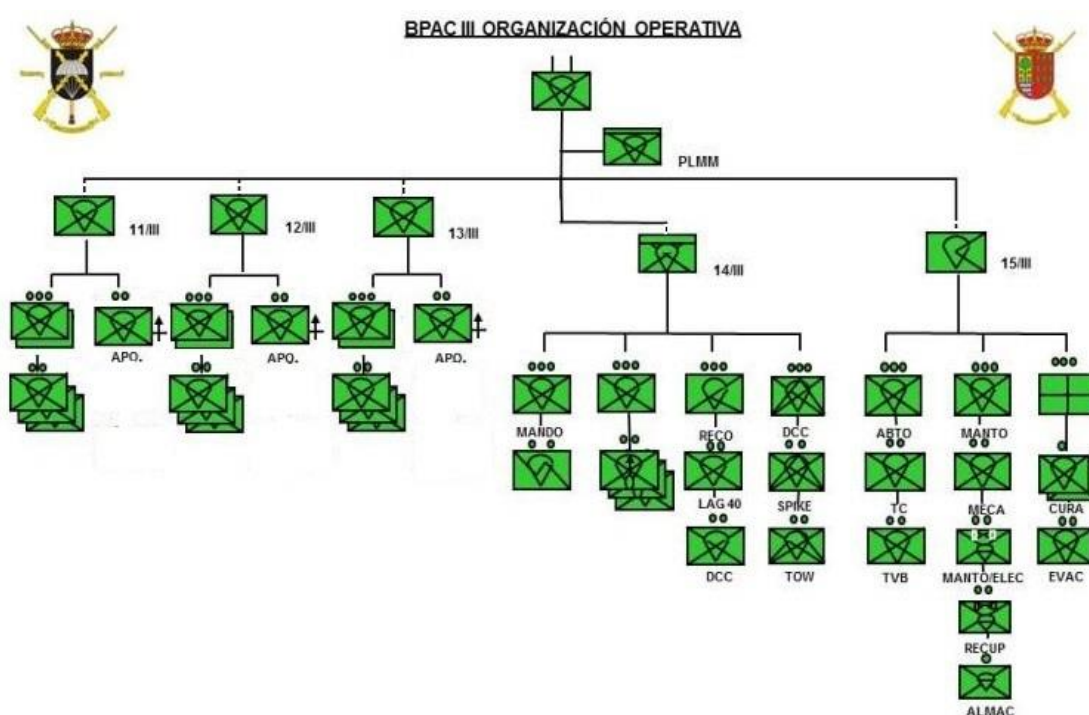 BPAC III ORGANIZACIÓN OPERATIVA
PLMM
11/III
12/III
13/III
14/III
15/III
APO.
APO.
APO.
MANDO
RECO
DCC
ABTO
MANTO
LAG 40
SPIKE
TC
MECA
CURA
DCC
TOW
TVB
MANTO/ELEC
EVAC
RECUP
ALMAC